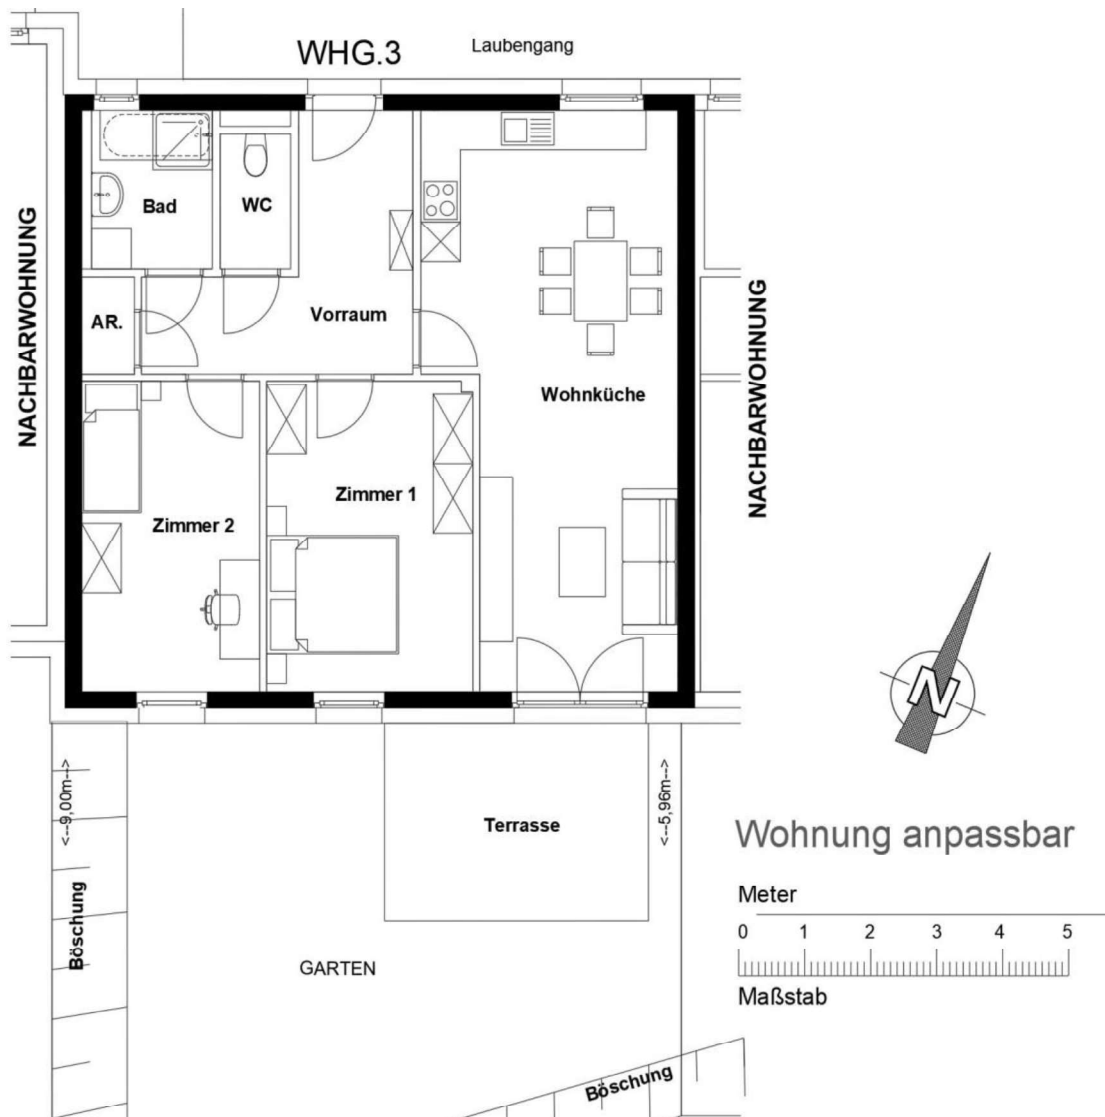 WHG.3
Laubengang
Bad
WC
NACHBARWOHNUNG
NACHBARWOHNUNG
AR.
Vorraum
Wohnküche
Zimmer 1
Zimmer 2
N
<--9,00m-->
<--5,96m-->
Terrasse
Wohnung anpassbar
Meter
0 1 2 3 4 5
Maßstab
Böschung
GARTEN
Böschung